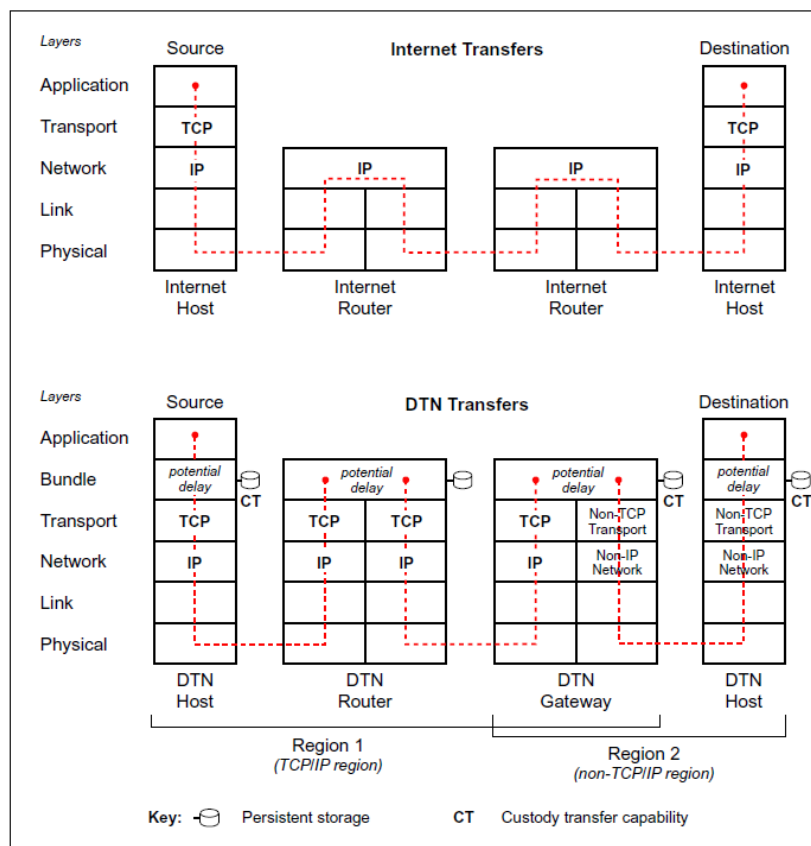 Layers
Source
Internet Transfers
Destination
Application
Transport TCP TCP
Network IP IP IP IP
Link
Physical
Internet Internet Internet Internet
Host Router Router Host
Layers
Source
DTN Transfers
Destination
Application
Bundle potential potential potential potential
delay delay delay delay
CT CT CT
Transport TCP TCP TCP TCP Non-TCP Non-TCP
Transport Transport
Network IP IP IP IP Non-IP Non-IP
Network Network
Link
Physical
DTN DTN DTN DTN
Host Router Gateway Host
Region 1
(TCP/IP region)
Region 2
(non-TCP/IP region)
Key: Persistent storage CT Custody transfer capability